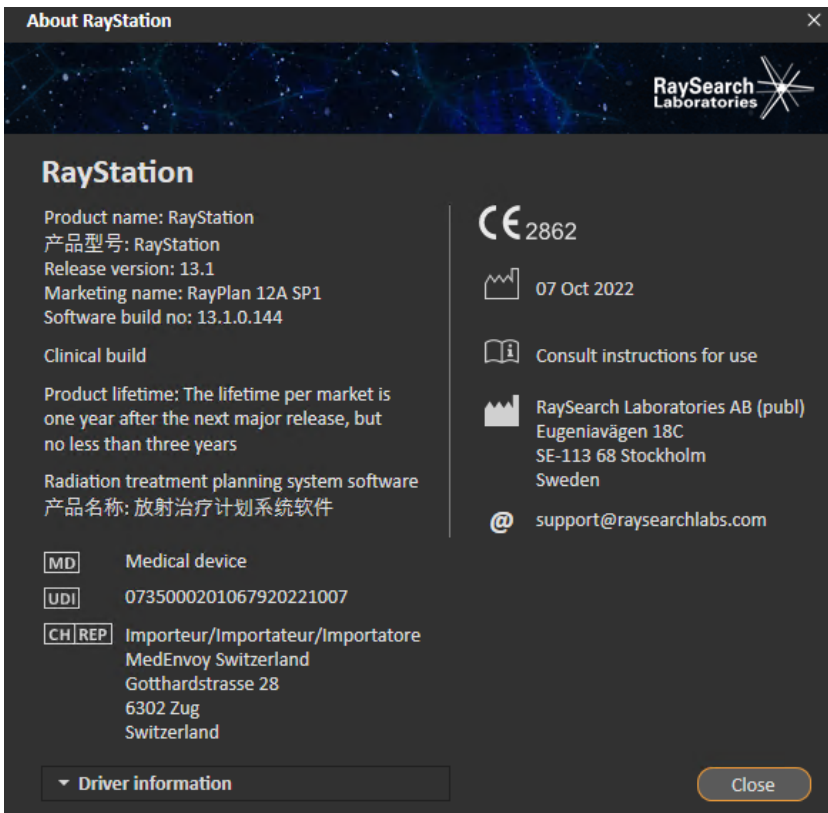 About RayStation
RaySearch
Laboratories
RayStation
Product name: RayStation
产品型号: RayStation
Release version: 13.1
Marketing name: RayPlan 12A SP1
Software build no: 13.1.0.144
Clinical build
Product lifetime: The lifetime per market is
one year after the next major release, but
no less than three years
Radiation treatment planning system software
产品名称: 放射治疗计划系统软件
MD Medical device
UDI 0735000201067920221007
CH REP Importeur/Importateur/Importatore
MedEnvoy Switzerland
Gotthardstrasse 28
6302 Zug
Switzerland
CE 2862
07 Oct 2022
Consult instructions for use
RaySearch Laboratories AB (publ)
Eugeniavägen 18C
SE-113 68 Stockholm
Sweden
@ support@raysearchlabs.com
Driver information
Close